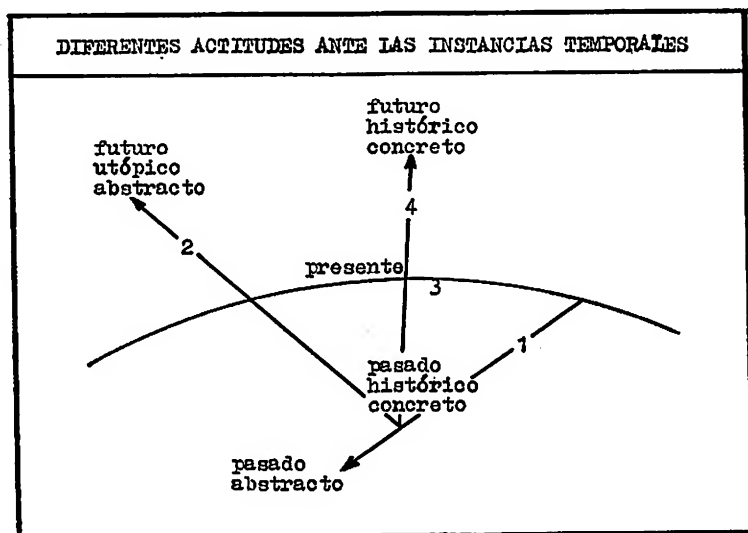 DIFERENTES ACTITUDES ANTE LAS INSTANCIAS TEMPORALES
futuro
histórico
concreto
futuro
utópico
abstracto
4
2
presente
3
1
pasado
histórico
concreto
pasado
abstracto